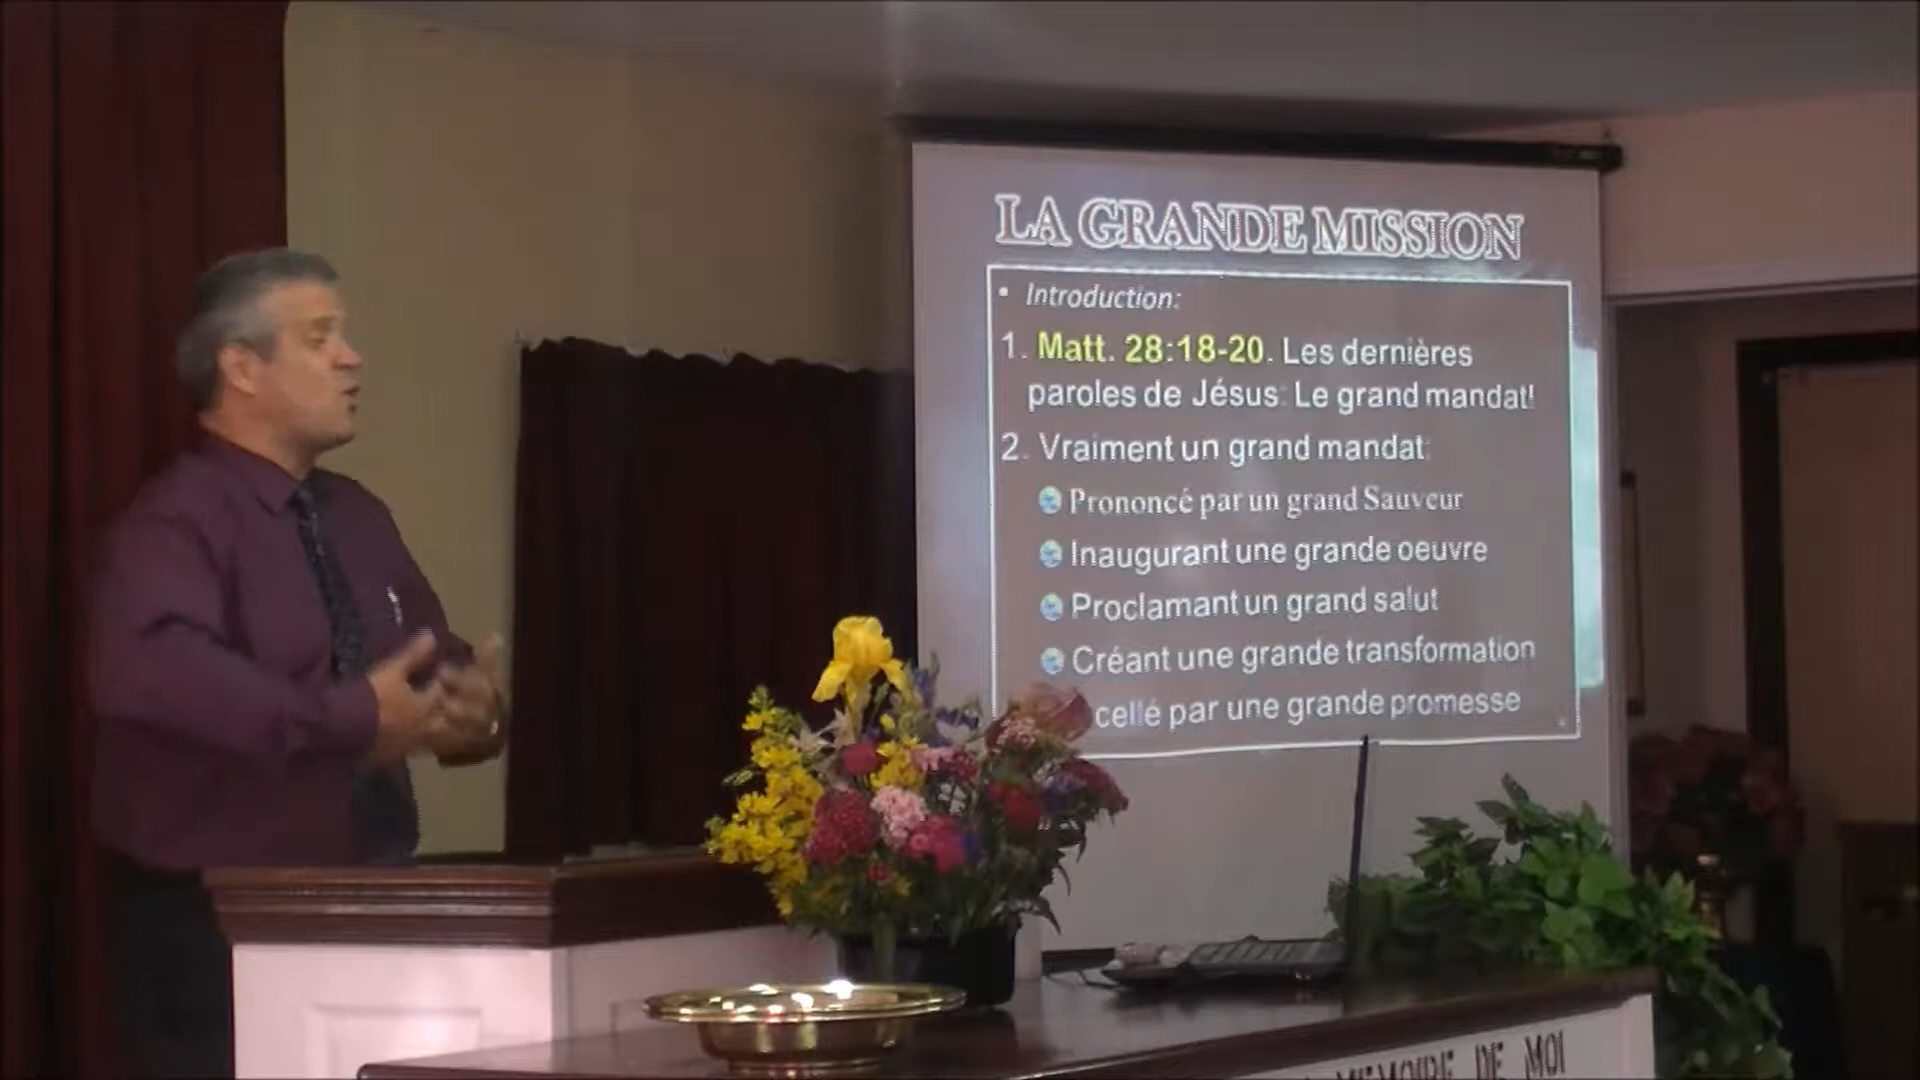 LA GRANDE MISSION
• Introduction:
1. Matt. 28:18-20. Les dernières
paroles de Jésus: Le grand mandat!
2. Vraiment un grand mandat:
Prononcé par un grand Sauveur
Inaugurant une grande oeuvre
Proclamant un grand salut
Créant une grande transformation
cellé par une grande promesse
MEMOIRE DE MOI